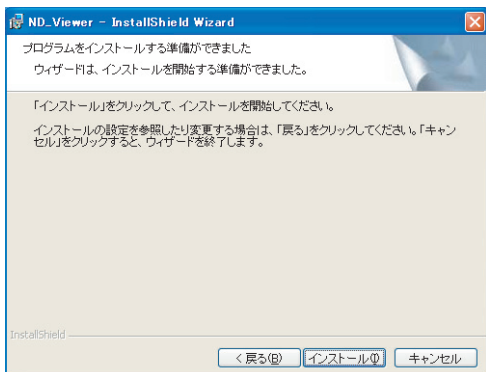 ND_Viewer - InstallShield Wizard
プログラムをインストールする準備ができました
ウィザードは、インストールを開始する準備ができました。
「インストール」をクリックして、インストールを開始してください。
インストールの設定を参照したり変更する場合は、「戻る」をクリックしてください。「キャン
セル」をクリックすると、ウィザードを終了します。
InstallShield
< 戻る(B) インストール(I) キャンセル